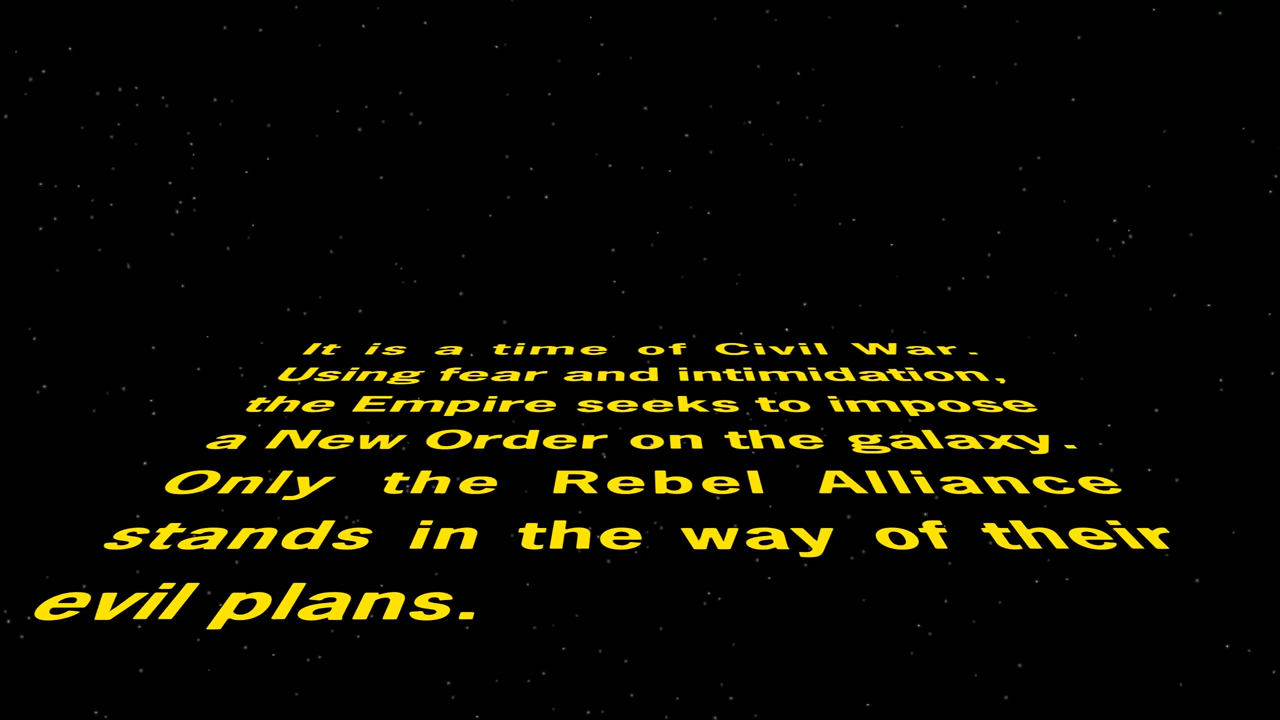 It is a time of Civil War.
Using fear and intimidation,
the Empire seeks to impose
a New Order on the galaxy.
Only the Rebel Alliance
stands in the way of their
evil plans.